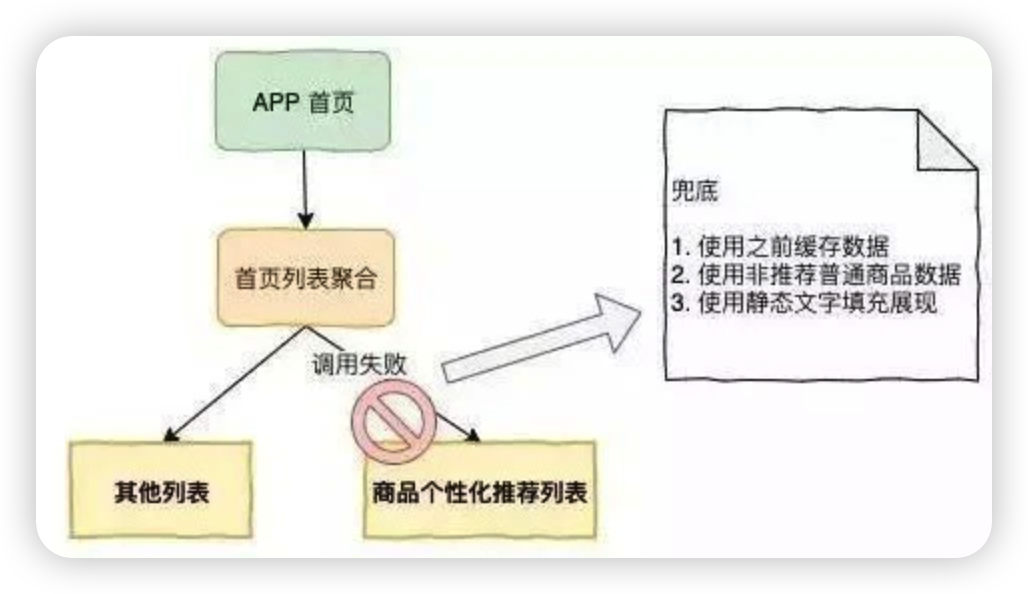 APP 首页
首页列表聚合
调用失败
其他列表
商品个性化推荐列表
兜底
1. 使用之前缓存数据
2. 使用非推荐普通商品数据
3. 使用静态文字填充展现